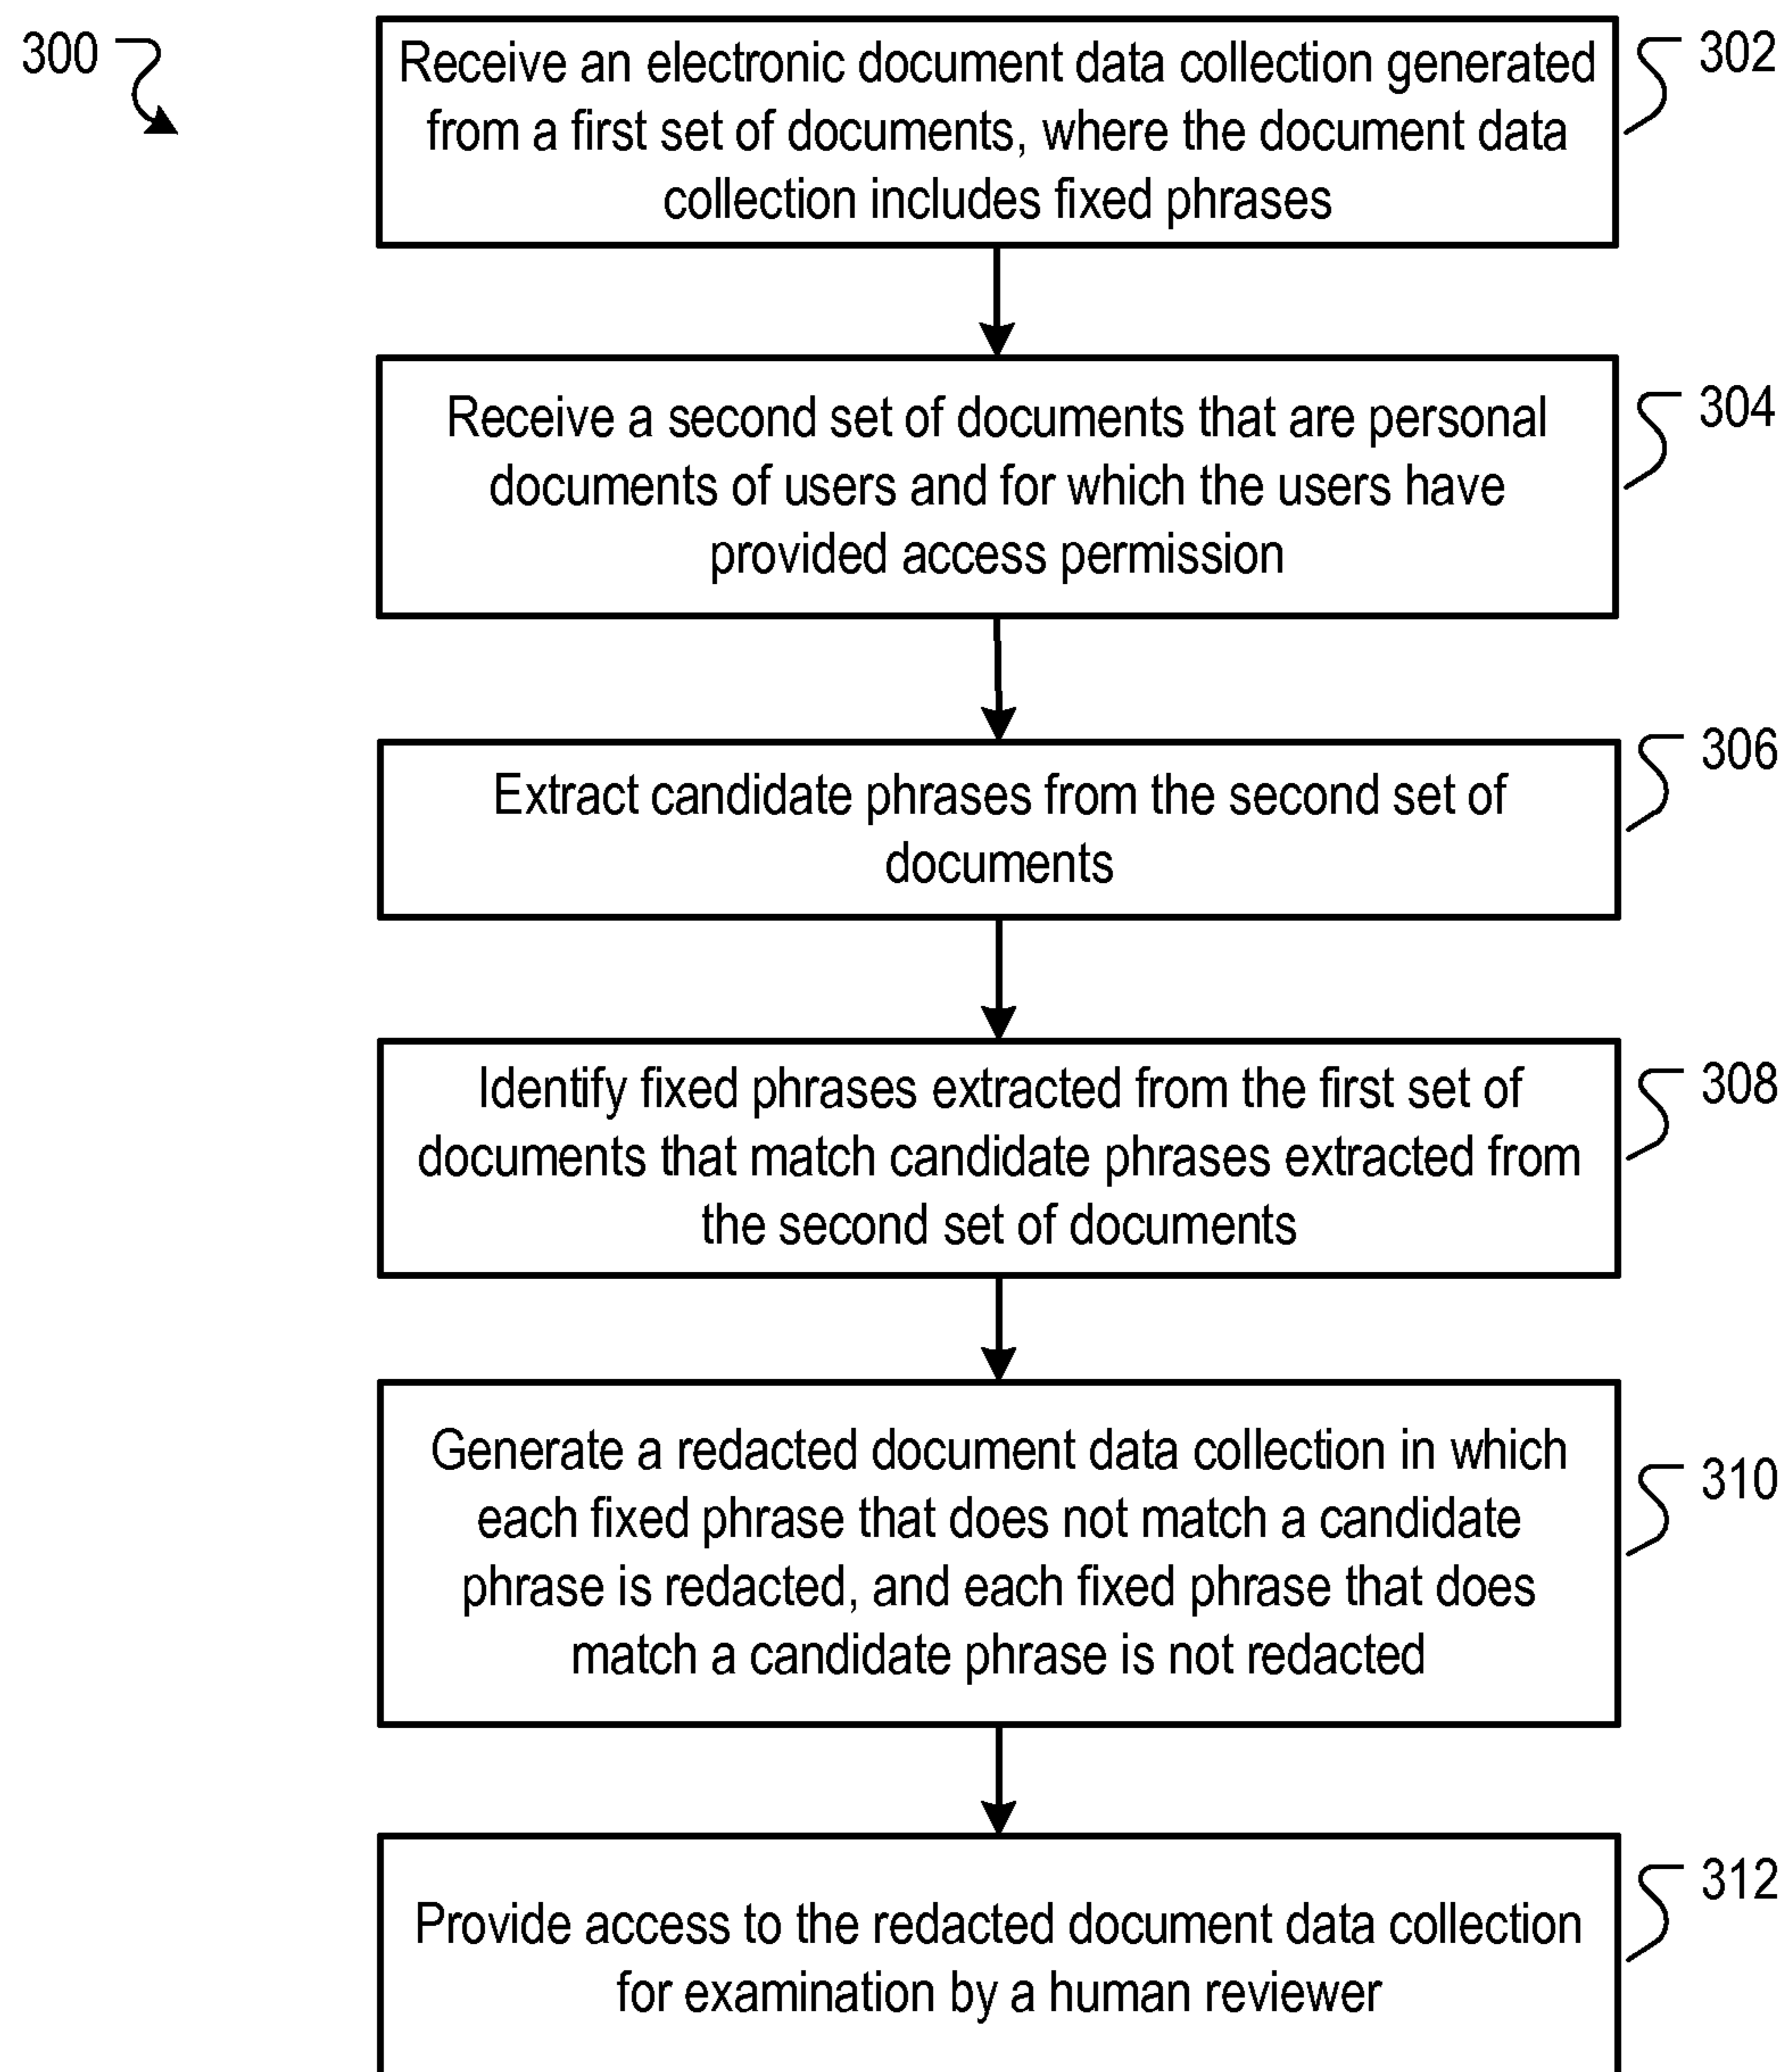 300
Receive an electronic document data collection generated
from a first set of documents, where the document data
collection includes fixed phrases
302
Receive a second set of documents that are personal
documents of users and for which the users have
provided access permission
304
Extract candidate phrases from the second set of
documents
306
Identify fixed phrases extracted from the first set of
documents that match candidate phrases extracted from
the second set of documents
308
Generate a redacted document data collection in which
each fixed phrase that does not match a candidate
phrase is redacted, and each fixed phrase that does
match a candidate phrase is not redacted
310
Provide access to the redacted document data collection
for examination by a human reviewer
312